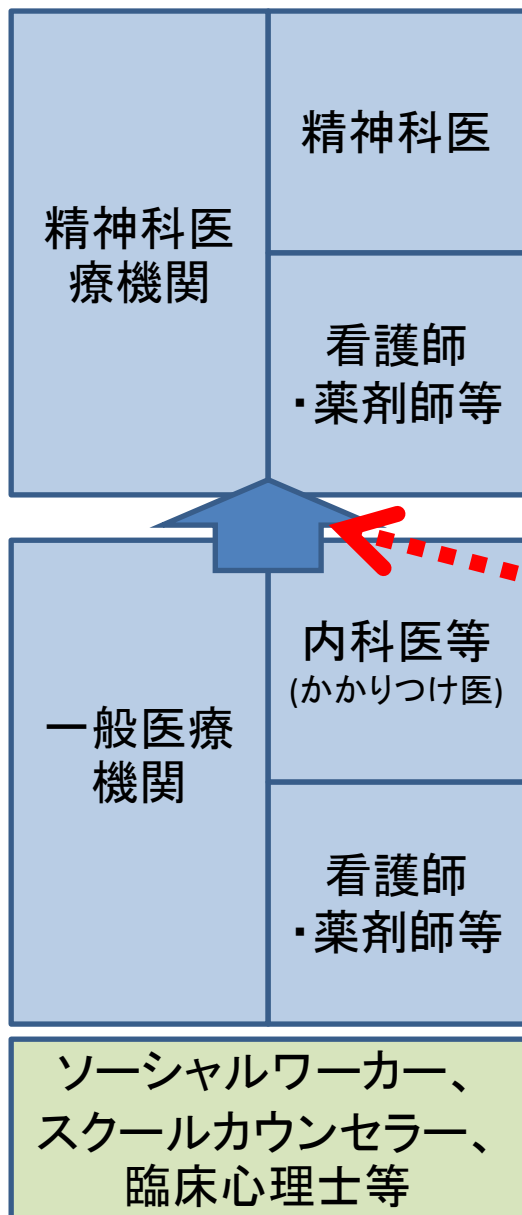 精神科医
療機関
精神科医
看護師
・薬剤師等
一般医療
機関
内科医等
(かかりつけ医)
看護師
・薬剤師等
ソーシャルワーカー、
スクールカウンセラー、
臨床心理士等